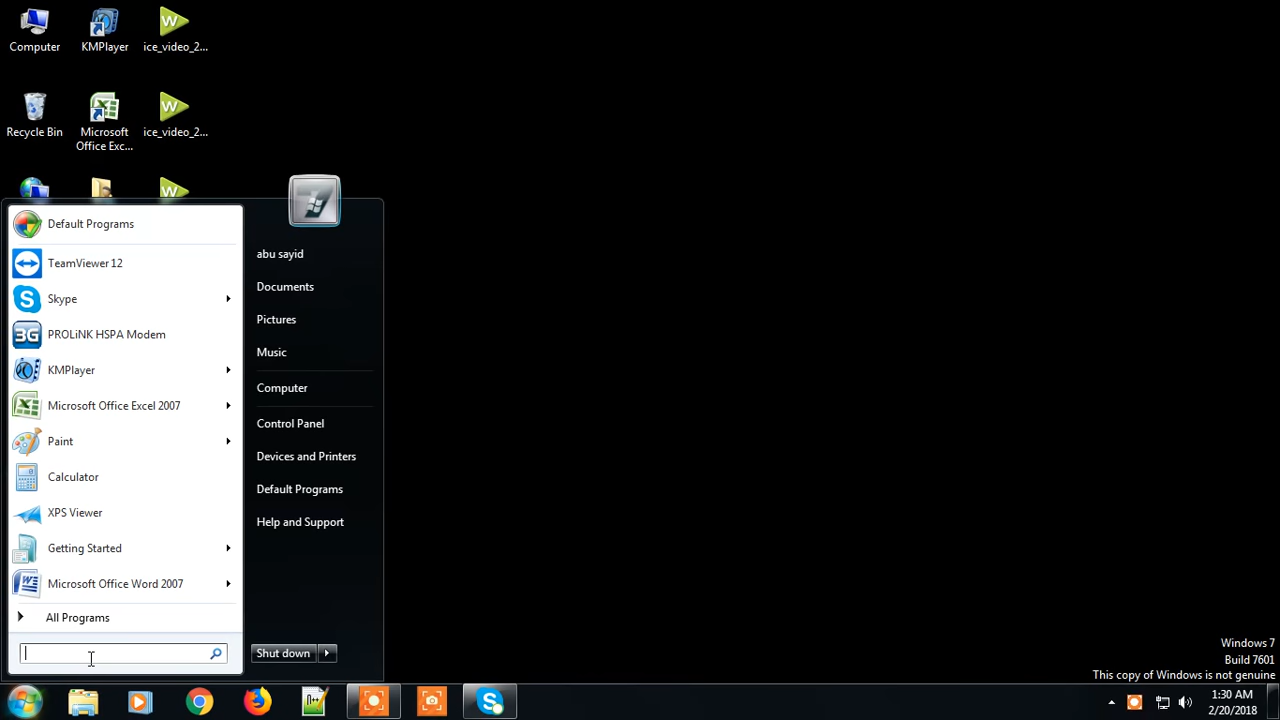 Computer
KMPlayer
ice_video_2...
Recycle Bin
Microsoft
Office Exc...
ice_video_2...
Default Programs
TeamViewer 12
Skype
PROLiNK HSPA Modem
KMPlayer
Microsoft Office Excel 2007
Paint
Calculator
XPS Viewer
Getting Started
Microsoft Office Word 2007
All Programs
abu sayid
Documents
Pictures
Music
Computer
Control Panel
Devices and Printers
Default Programs
Help and Support
Shut down
Windows 7
Build 7601
This copy of Windows is not genuine
1:30 AM
2/20/2018